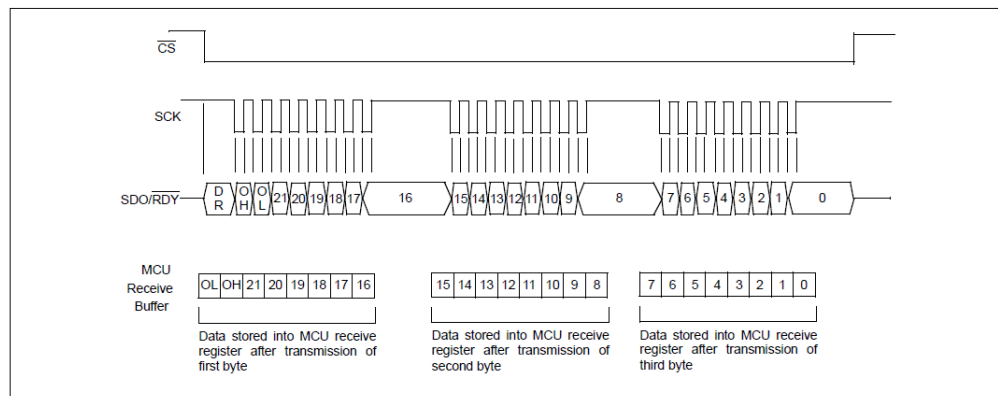 CS
SCK
SDO/RDY
DR OH OL 21 20 19 18 17 16 15 14 13 12 11 10 9 8 7 6 5 4 3 2 1 0
MCU
Receive
Buffer
OL OH 21 20 19 18 17 16
15 14 13 12 11 10 9 8
7 6 5 4 3 2 1 0
Data stored into MCU receive
register after transmission of
first byte
Data stored into MCU receive
register after transmission of
second byte
Data stored into MCU receive
register after transmission of
third byte